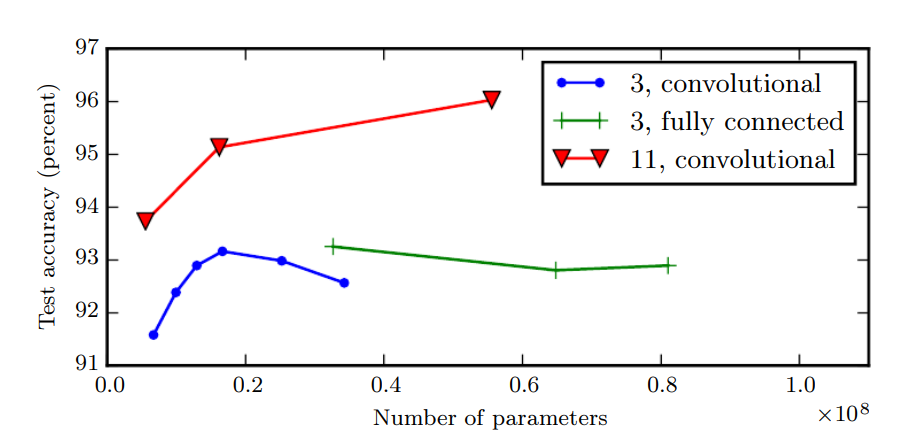 97
96
95
94
93
92
91
Test accuracy (percent)
3, convolutional
3, fully connected
11, convolutional
0.0 0.2 0.4 0.6 0.8 1.0
×10⁸
Number of parameters